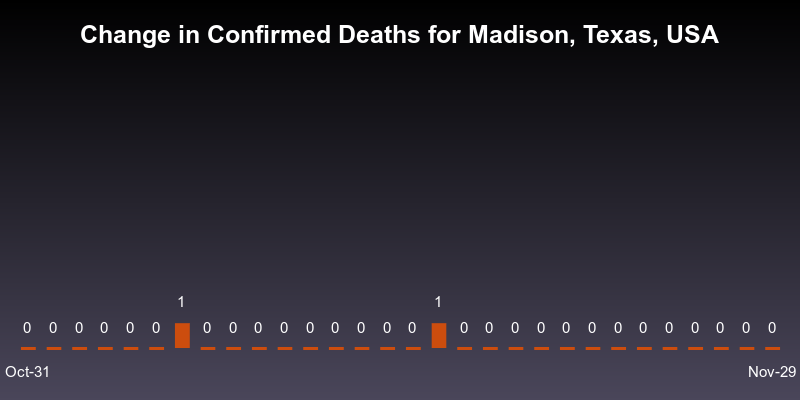 Change in Confirmed Deaths for Madison, Texas, USA
1 1
0 0 0 0 0 0 0 0 0 0 0 0 0 0 0 0 0 0 0 0 0 0 0 0 0 0 0 0
Oct-31 Nov-29